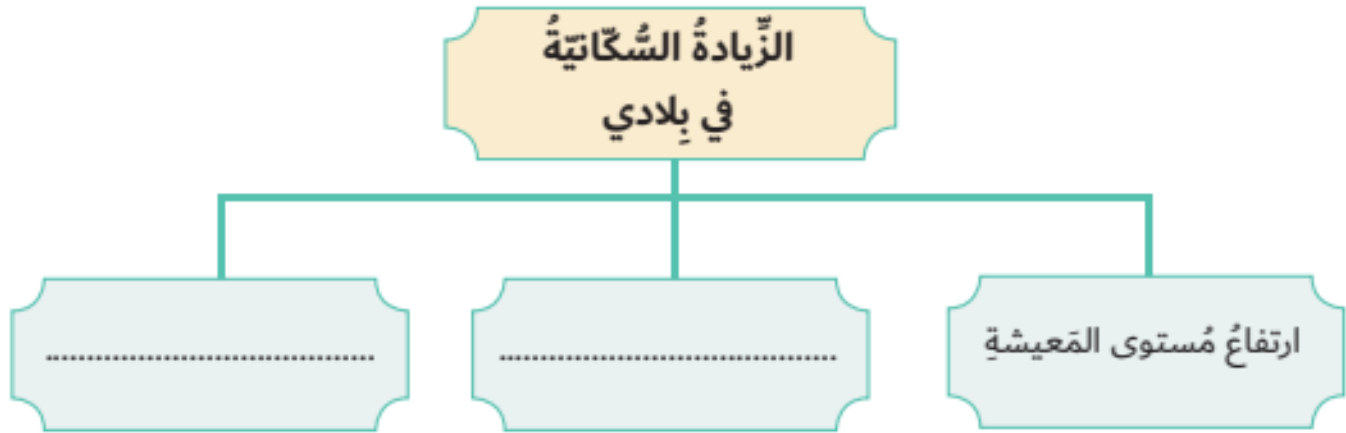 الزِّيادةُ السُّكّانيّةُ
في بِلادي
ارتفاعُ مُستوى المَعيشةِ
.......................................
.......................................